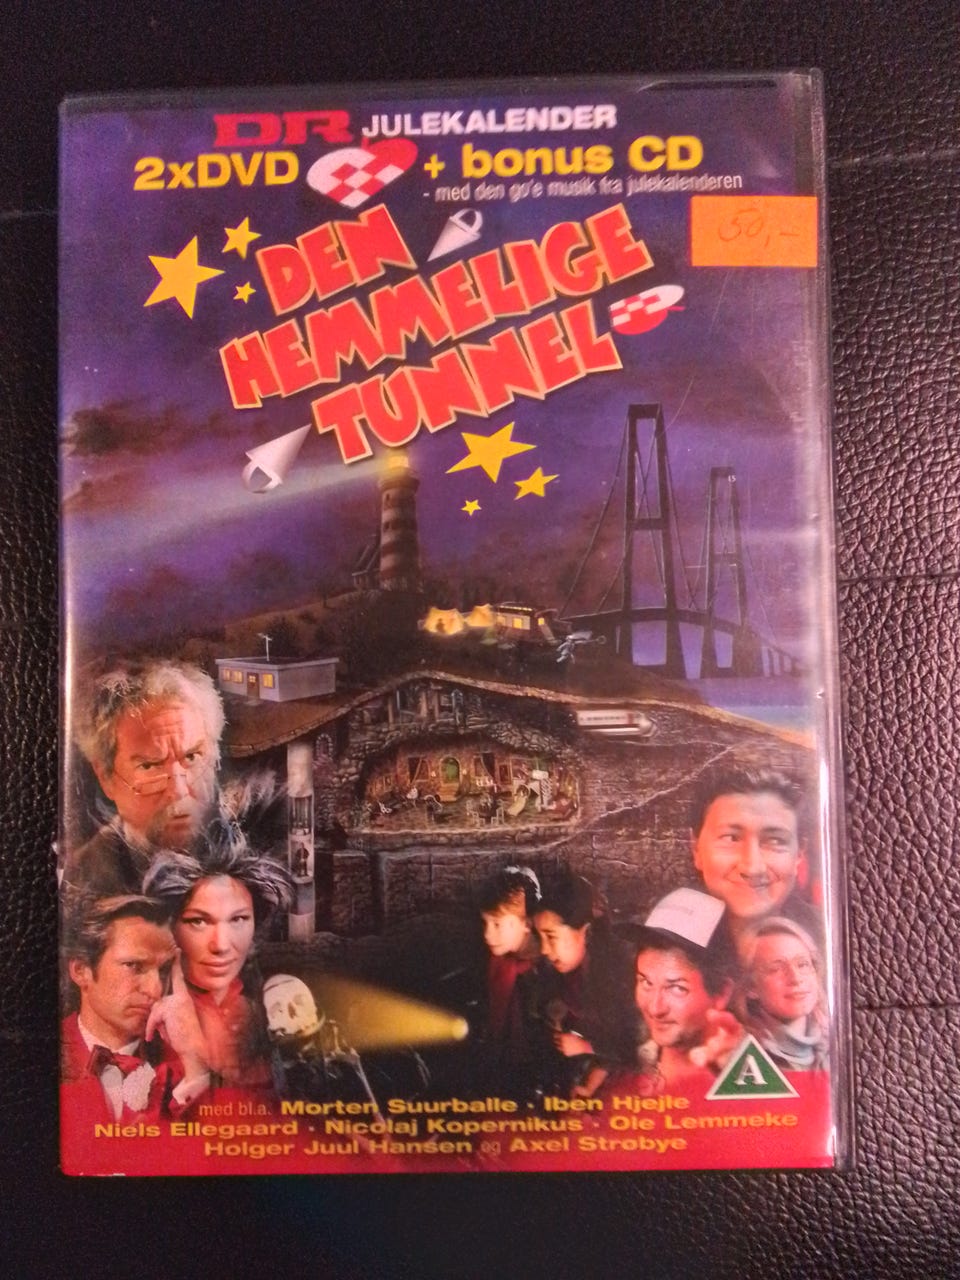 DR JULEKALENDER
2xDVD + bonus CD
- med den go'e musik fra julekalenderen
50,-
DEN
HEMMELIGE
TUNNEL
A
med bl.a. Morten Suurballe · Iben Hjejle
Niels Ellegaard · Nicolaj Kopernikus · Ole Lemmeke
Holger Juul Hansen og Axel Strøbye